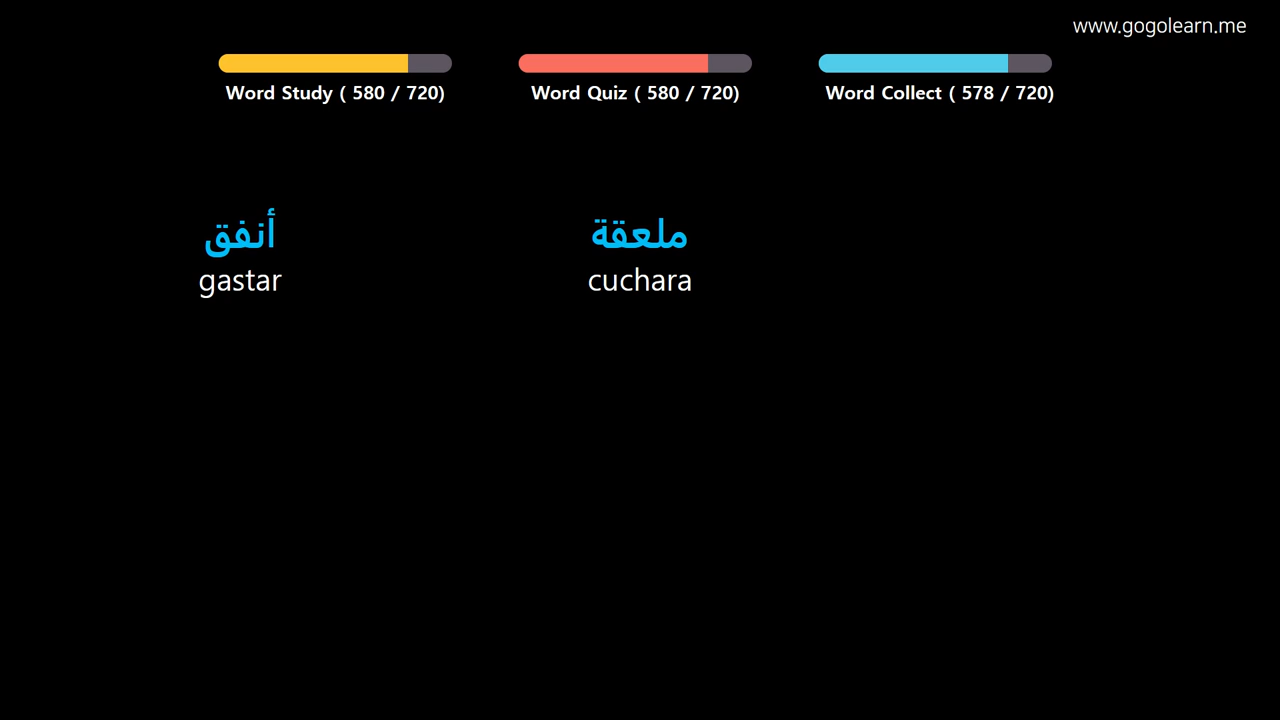 www.gogolearn.me
Word Study ( 580 / 720)
Word Quiz ( 580 / 720)
Word Collect ( 578 / 720)
أنفق
gastar
ملعقة
cuchara